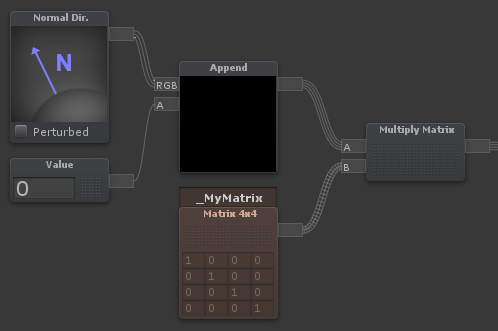 Normal Dir.
N
Perturbed
Value
0
Append
RGB
A
_MyMatrix
Matrix 4x4
1 0 0 0
0 1 0 0
0 0 1 0
0 0 0 1
Multiply Matrix
A
B